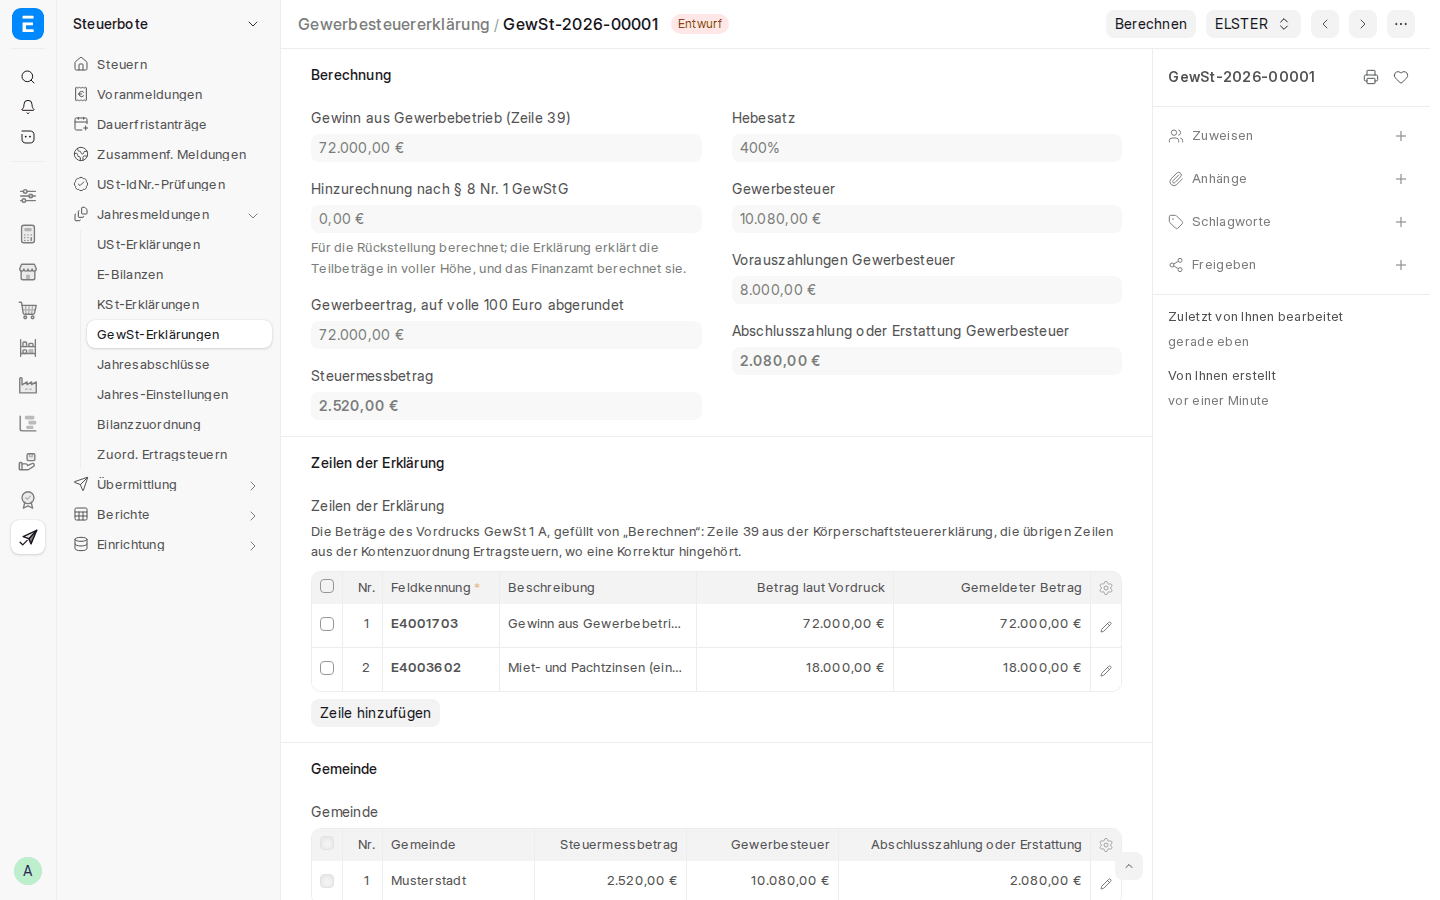 Steuerbote
Steuern
Voranmeldungen
Dauerfristanträge
Zusammenf. Meldungen
USt-IdNr.-Prüfungen
Jahresmeldungen
USt-Erklärungen
E-Bilanzen
KSt-Erklärungen
GewSt-Erklärungen
Jahresabschlüsse
Jahres-Einstellungen
Bilanzzuordnung
Zuord. Ertragsteuern
Übermittlung
Berichte
Einrichtung
A
Gewerbesteuererklärung / GewSt-2026-00001 Entwurf
Berechnen ELSTER
Berechnung
Gewinn aus Gewerbebetrieb (Zeile 39)
72.000,00 €
Hinzurechnung nach § 8 Nr. 1 GewStG
0,00 €
Für die Rückstellung berechnet; die Erklärung erklärt die
Teilbeträge in voller Höhe, und das Finanzamt berechnet sie.
Gewerbeertrag, auf volle 100 Euro abgerundet
72.000,00 €
Steuermessbetrag
2.520,00 €
Hebesatz
400%
Gewerbesteuer
10.080,00 €
Vorauszahlungen Gewerbesteuer
8.000,00 €
Abschlusszahlung oder Erstattung Gewerbesteuer
2.080,00 €
Zeilen der Erklärung
Zeilen der Erklärung
Die Beträge des Vordrucks GewSt 1 A, gefüllt von „Berechnen“: Zeile 39 aus der Körperschaftsteuererklärung, die übrigen Zeilen
aus der Kontenzuordnung Ertragsteuern, wo eine Korrektur hingehört.
Nr. Feldkennung * Beschreibung Betrag laut Vordruck Gemeldeter Betrag
1 E4001703 Gewinn aus Gewerbebetri... 72.000,00 € 72.000,00 €
2 E4003602 Miet- und Pachtzinsen (ein... 18.000,00 € 18.000,00 €
Zeile hinzufügen
Gemeinde
Gemeinde
Nr. Gemeinde Steuermessbetrag Gewerbesteuer Abschlusszahlung oder Erstattung
1 Musterstadt 2.520,00 € 10.080,00 € 2.080,00 €
GewSt-2026-00001
Zuweisen
Anhänge
Schlagworte
Freigeben
Zuletzt von Ihnen bearbeitet
gerade eben
Von Ihnen erstellt
vor einer Minute